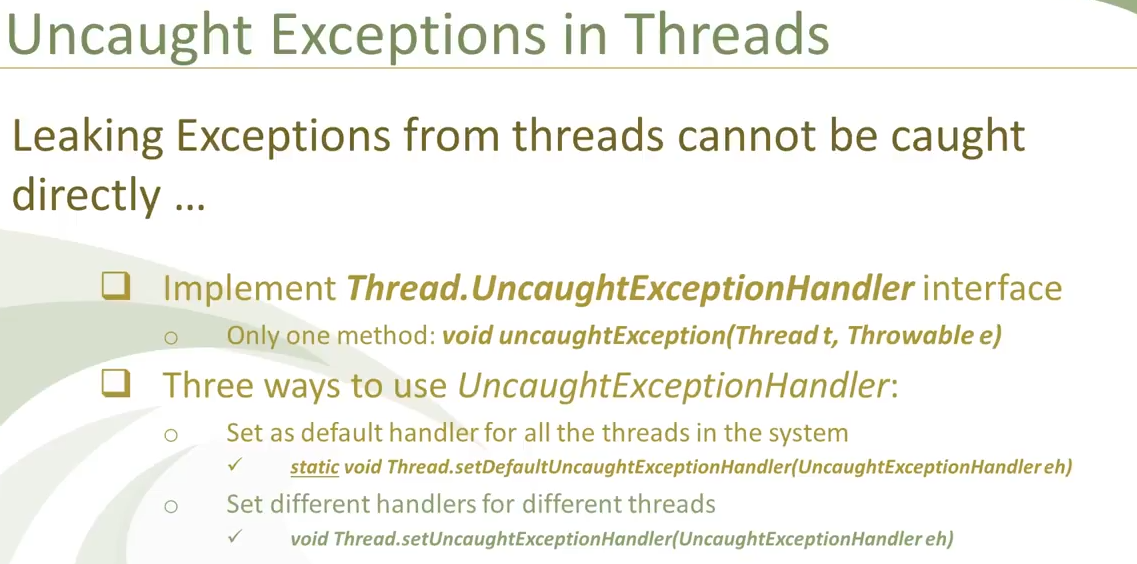 Uncaught Exceptions in Threads
Leaking Exceptions from threads cannot be caught
directly ...
Implement Thread.UncaughtExceptionHandler interface
Only one method: void uncaughtException(Thread t, Throwable e)
Three ways to use UncaughtExceptionHandler:
Set as default handler for all the threads in the system
static void Thread.setDefaultUncaughtExceptionHandler(UncaughtExceptionHandler eh)
Set different handlers for different threads
void Thread.setUncaughtExceptionHandler(UncaughtExceptionHandler eh)